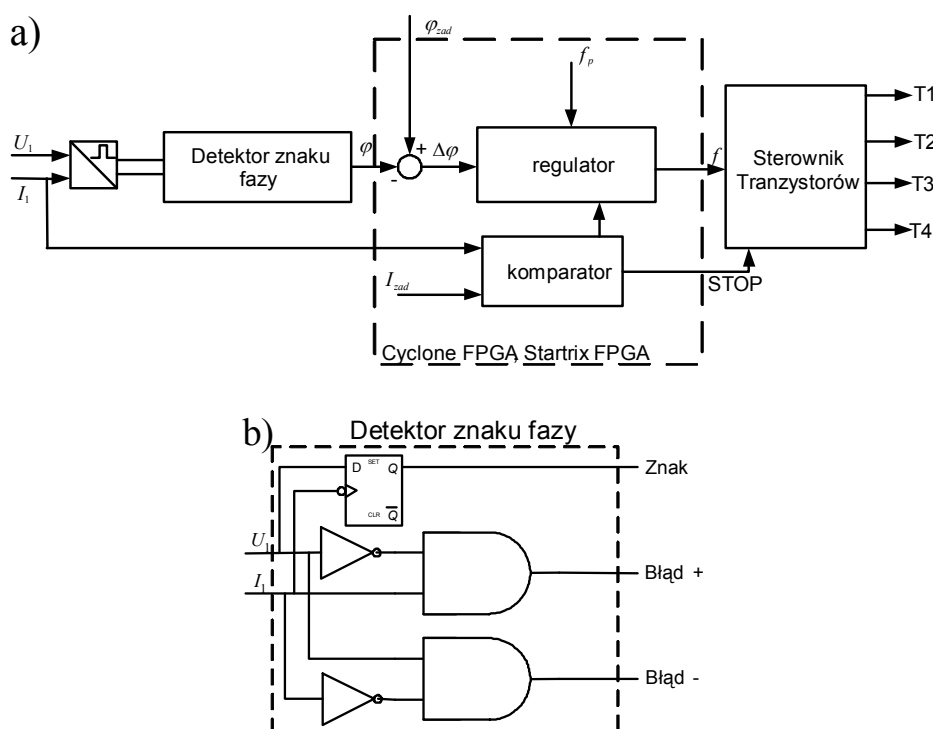 a)
φzad
fp
U1
I1
Detektor znaku
fazy
φ
+
-
Δφ
regulator
f
Sterownik
Tranzystorów
T1
T2
T3
T4
Izad
komparator
STOP
Cyclone FPGA, Startrix FPGA
b)
Detektor znaku fazy
D
SET
Q
CLR
Q̅
Znak
U1
I1
Błąd +
Błąd -